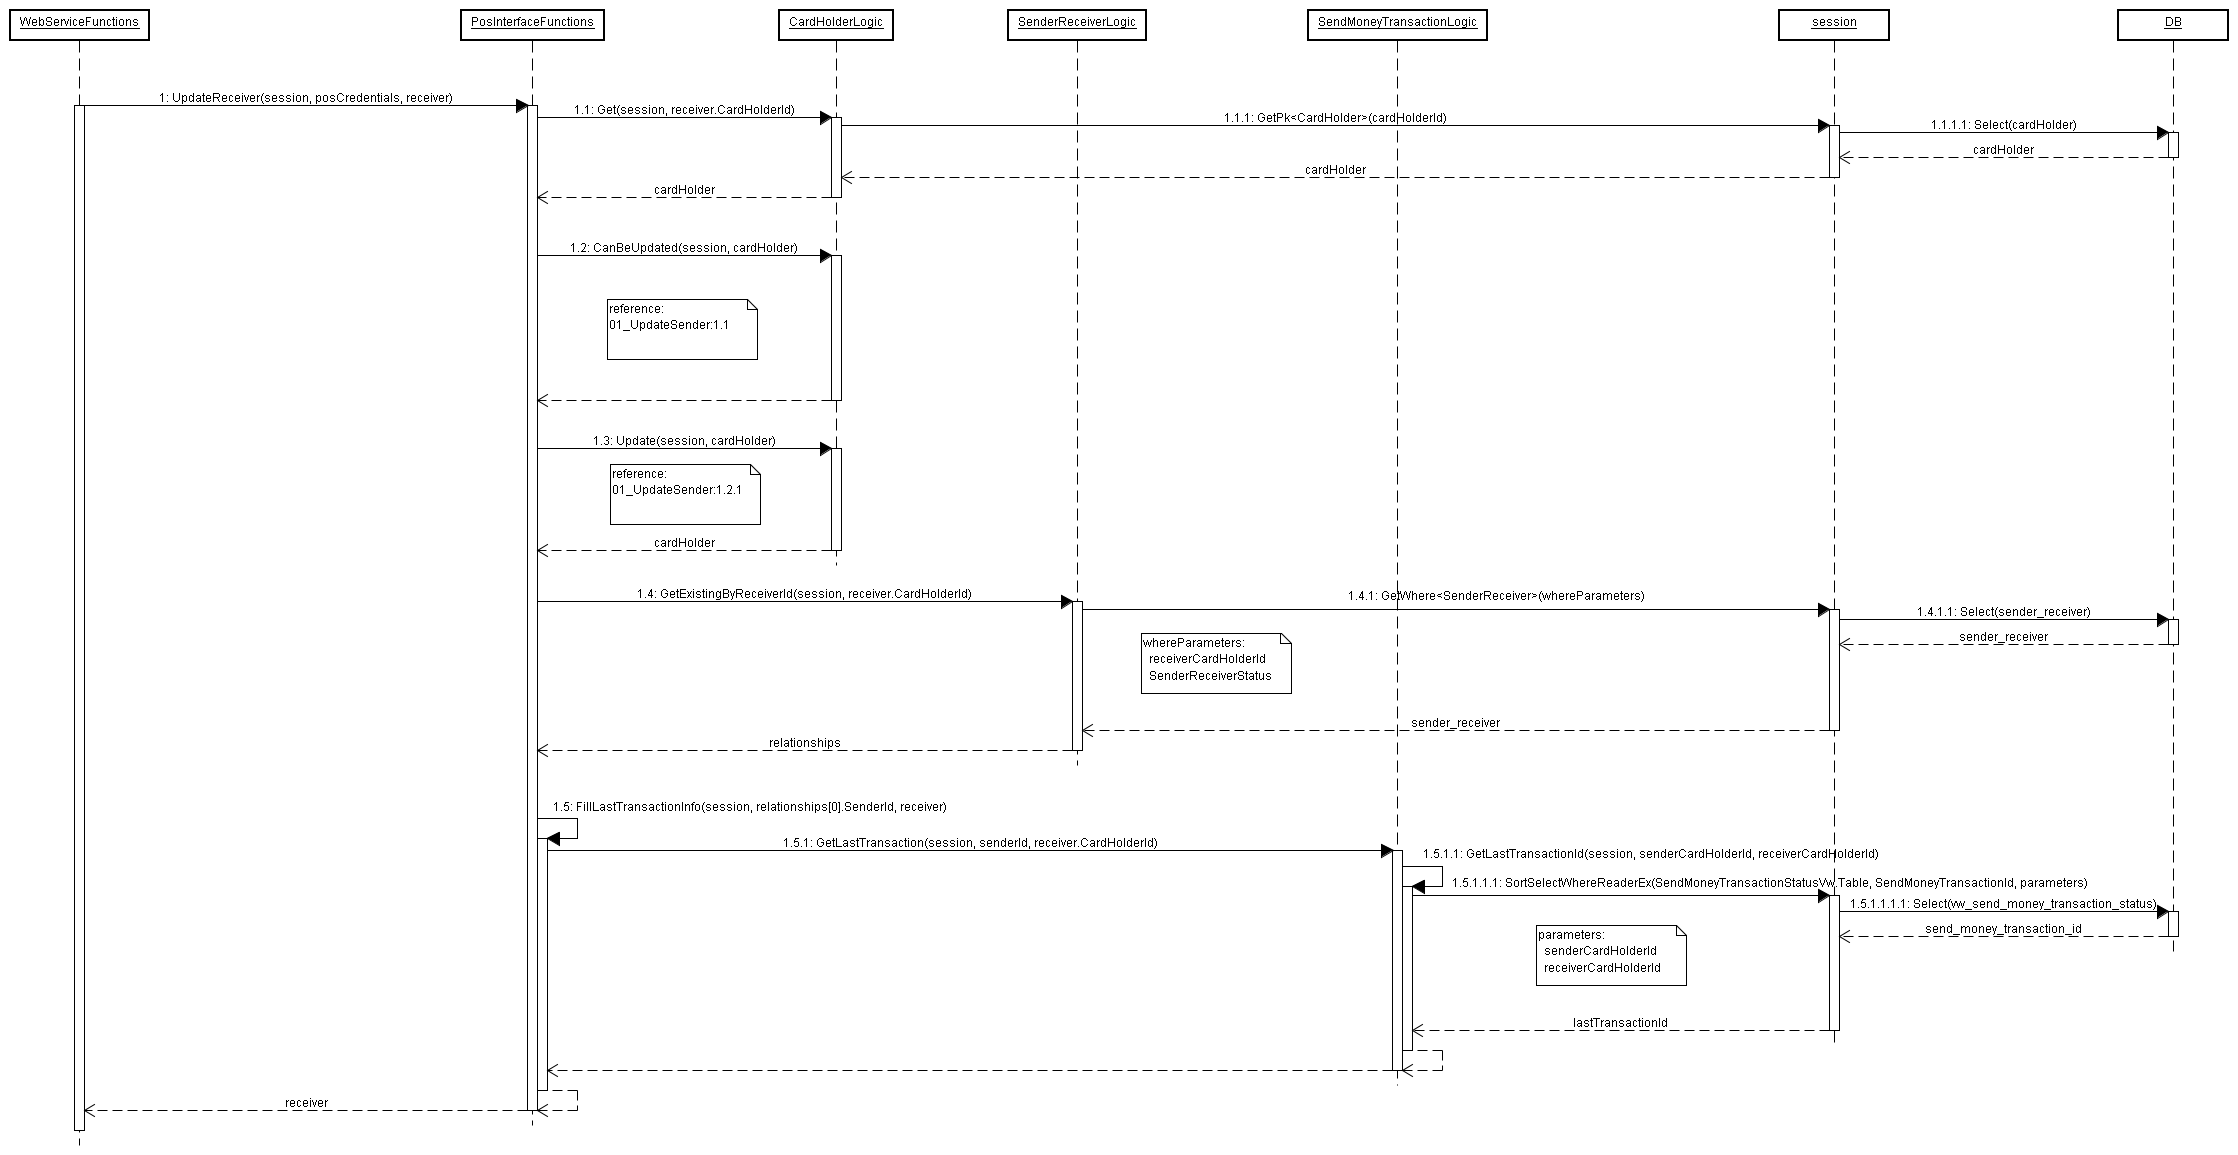 WebServiceFunctions
PosInterfaceFunctions
CardHolderLogic
SenderReceiverLogic
SendMoneyTransactionLogic
session
DB
1: UpdateReceiver(session, posCredentials, receiver)
1.1: Get(session, receiver.CardHolderId)
1.1.1: GetPk<CardHolder>(cardHolderId)
1.1.1.1: Select(cardHolder)
cardHolder
cardHolder
cardHolder
1.2: CanBeUpdated(session, cardHolder)
reference:
01_UpdateSender:1.1
1.3: Update(session, cardHolder)
reference:
01_UpdateSender:1.2.1
cardHolder
1.4: GetExistingByReceiverId(session, receiver.CardHolderId)
1.4.1: GetWhere<SenderReceiver>(whereParameters)
1.4.1.1: Select(sender_receiver)
sender_receiver
whereParameters:
receiverCardHolderId
SenderReceiverStatus
sender_receiver
relationships
1.5: FillLastTransactionInfo(session, relationships[0].SenderId, receiver)
1.5.1: GetLastTransaction(session, senderId, receiver.CardHolderId)
1.5.1.1: GetLastTransactionId(session, senderCardHolderId, receiverCardHolderId)
1.5.1.1.1: SortSelectWhereReaderEx(SendMoneyTransactionStatusVw.Table, SendMoneyTransactionId, parameters)
1.5.1.1.1.1: Select(vw_send_money_transaction_status)
send_money_transaction_id
parameters:
senderCardHolderId
receiverCardHolderId
lastTransactionId
receiver